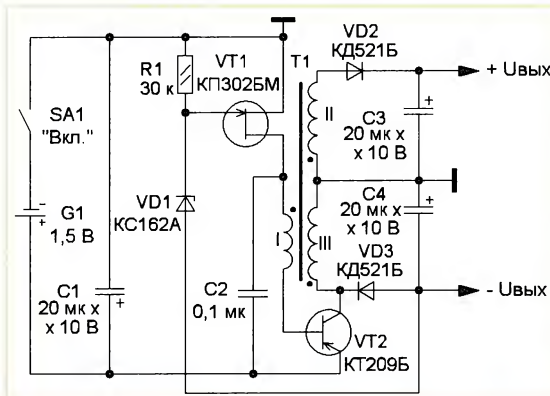 VD2
КД521Б
VT1
КП302БМ
T1
R1
30 к
+ Uвых
+
C3
20 мк х
х 10 В
II
SA1
"Вкл."
VD1
КС162А
C4
20 мк х
х 10 В
+
-
G1
+
1,5 В
I
III
VD3
КД521Б
C1
20 мк х
х 10 В
+
C2
0,1 мк
- Uвых
VT2
КТ209Б